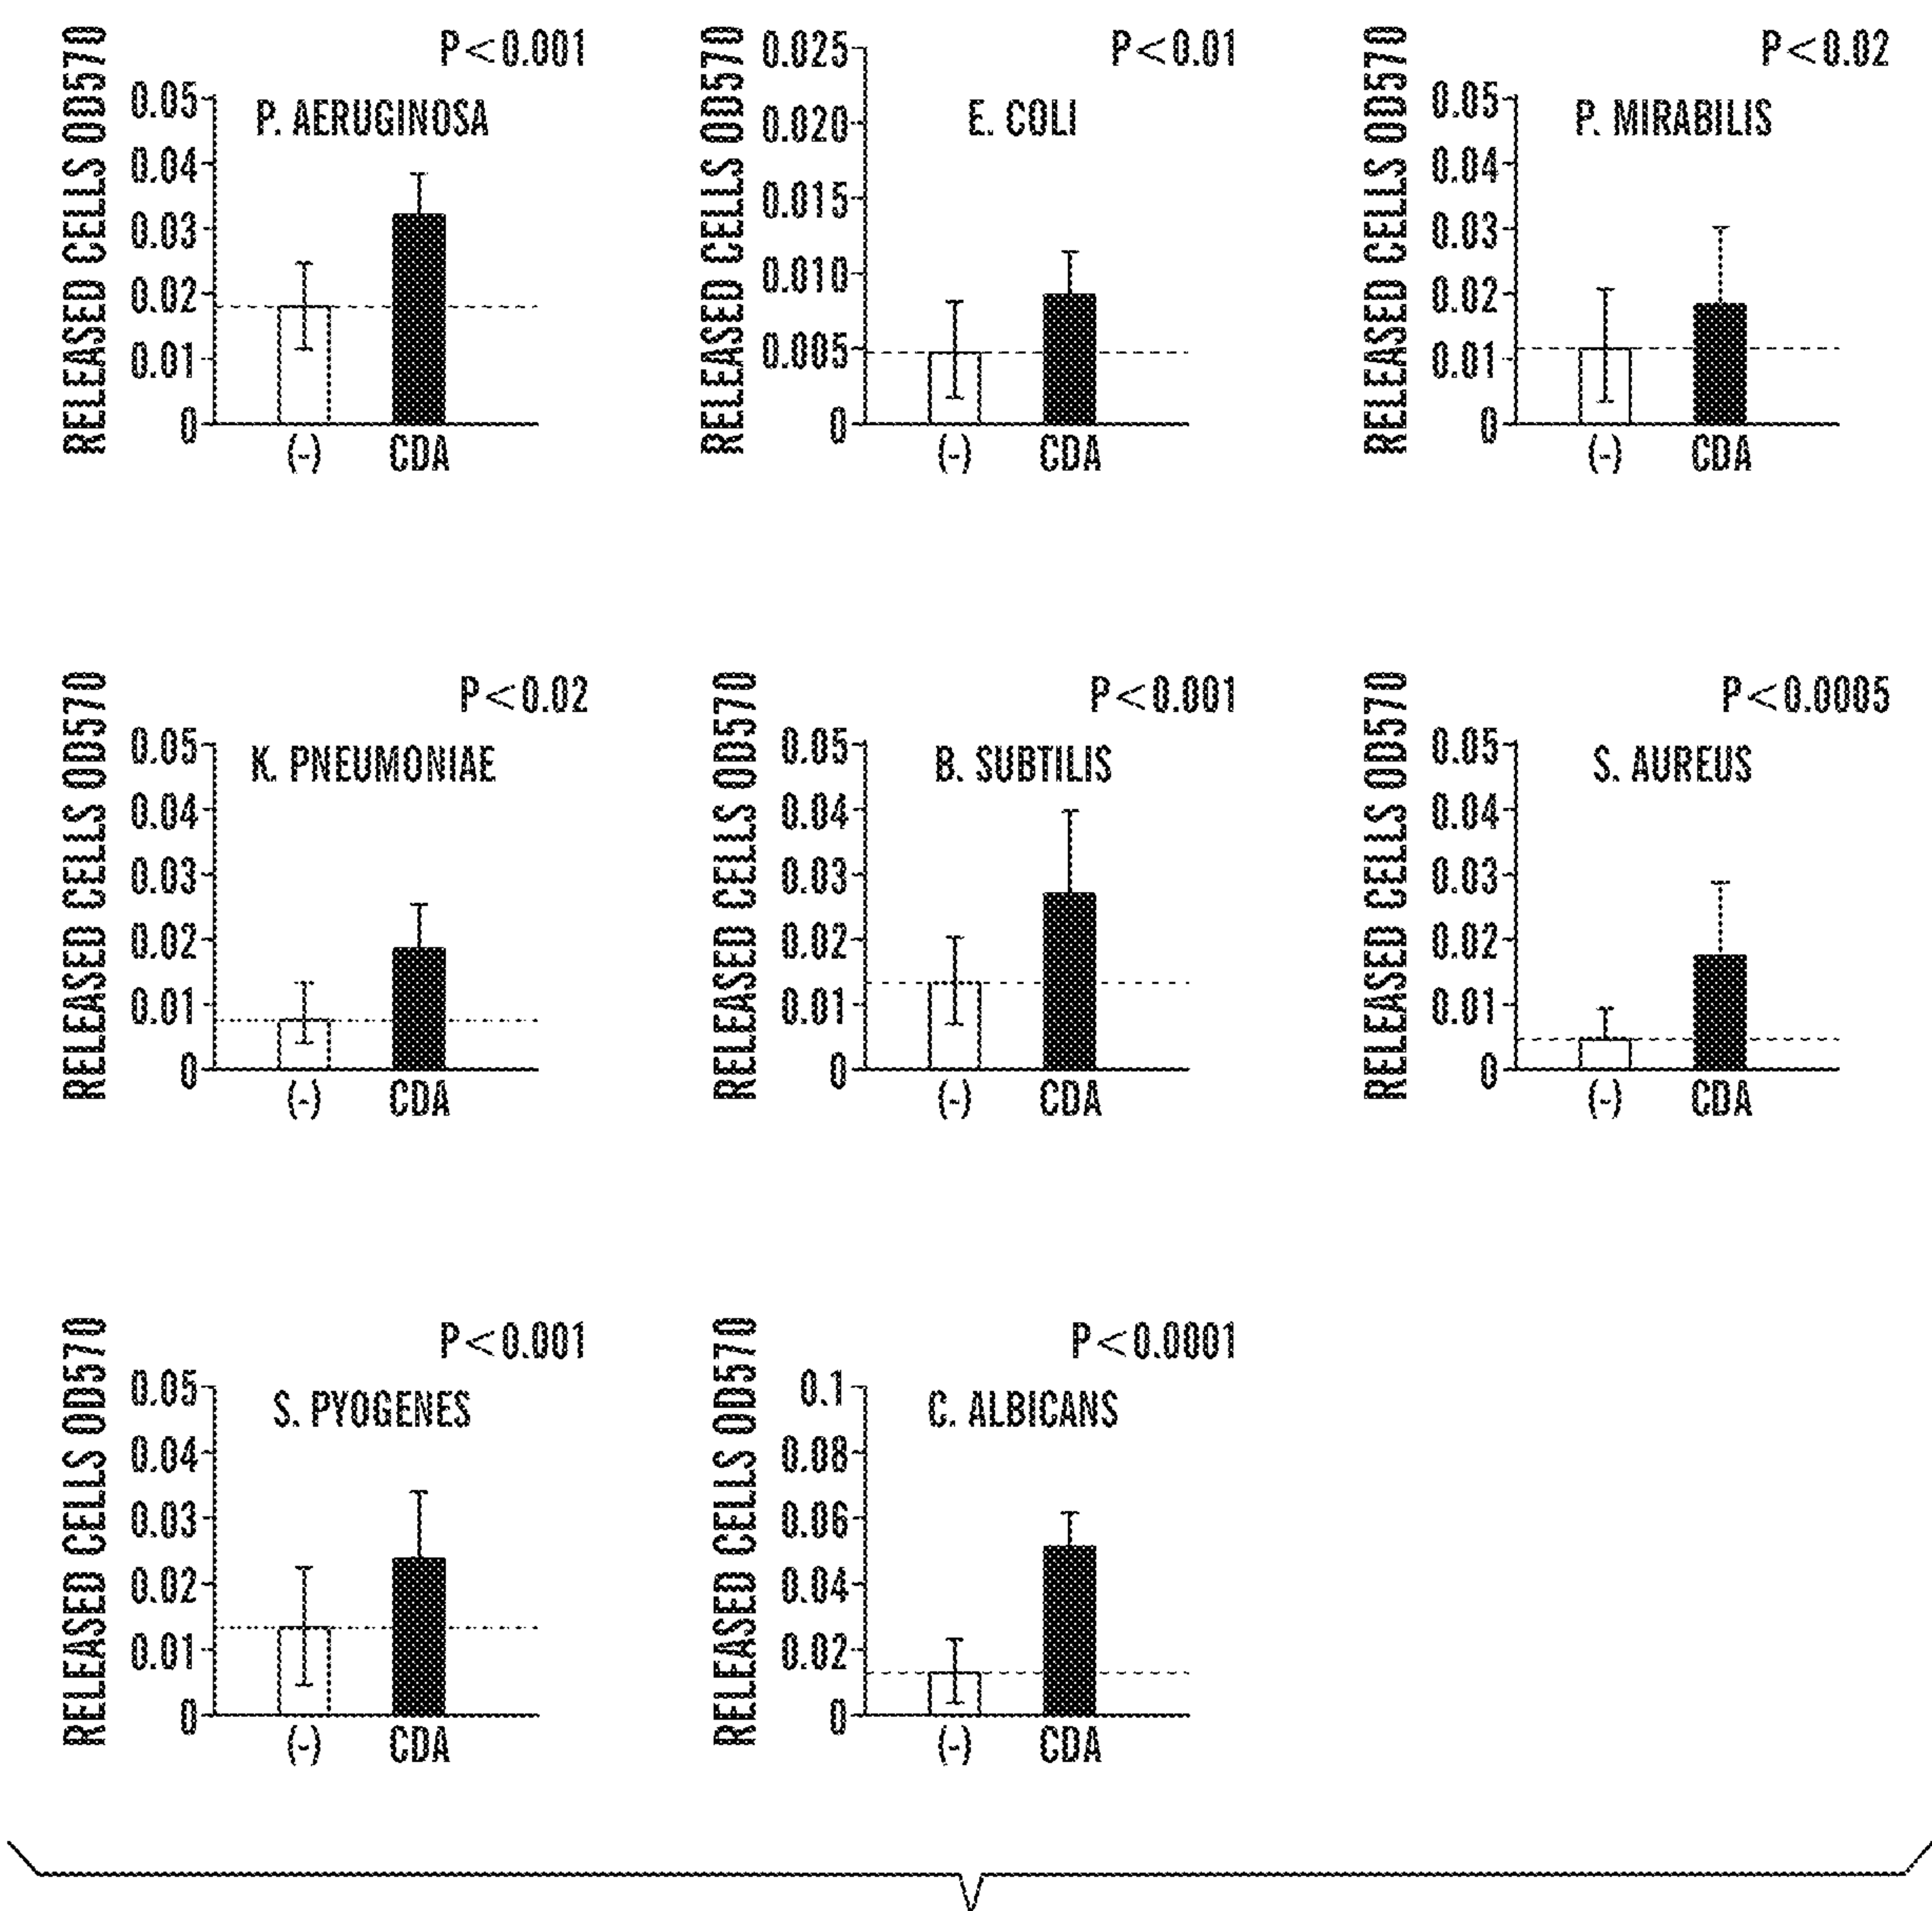 P<0.001
RELEASED CELLS OD570
P. AERUGINOSA
0.05
0.04
0.03
0.02
0.01
0
(-) CDA
P<0.01
RELEASED CELLS OD570
E. COLI
0.025
0.020
0.015
0.010
0.005
0
(-) CDA
P<0.02
RELEASED CELLS OD570
P. MIRABILIS
0.05
0.04
0.03
0.02
0.01
0
(-) CDA
P<0.02
RELEASED CELLS OD570
K. PNEUMONIAE
0.05
0.04
0.03
0.02
0.01
0
(-) CDA
P<0.001
RELEASED CELLS OD570
B. SUBTILIS
0.05
0.04
0.03
0.02
0.01
0
(-) CDA
P<0.0005
RELEASED CELLS OD570
S. AUREUS
0.05
0.04
0.03
0.02
0.01
0
(-) CDA
P<0.001
RELEASED CELLS OD570
S. PYOGENES
0.05
0.04
0.03
0.02
0.01
0
(-) CDA
P<0.0001
RELEASED CELLS OD570
C. ALBICANS
0.1
0.08
0.06
0.04
0.02
0
(-) CDA